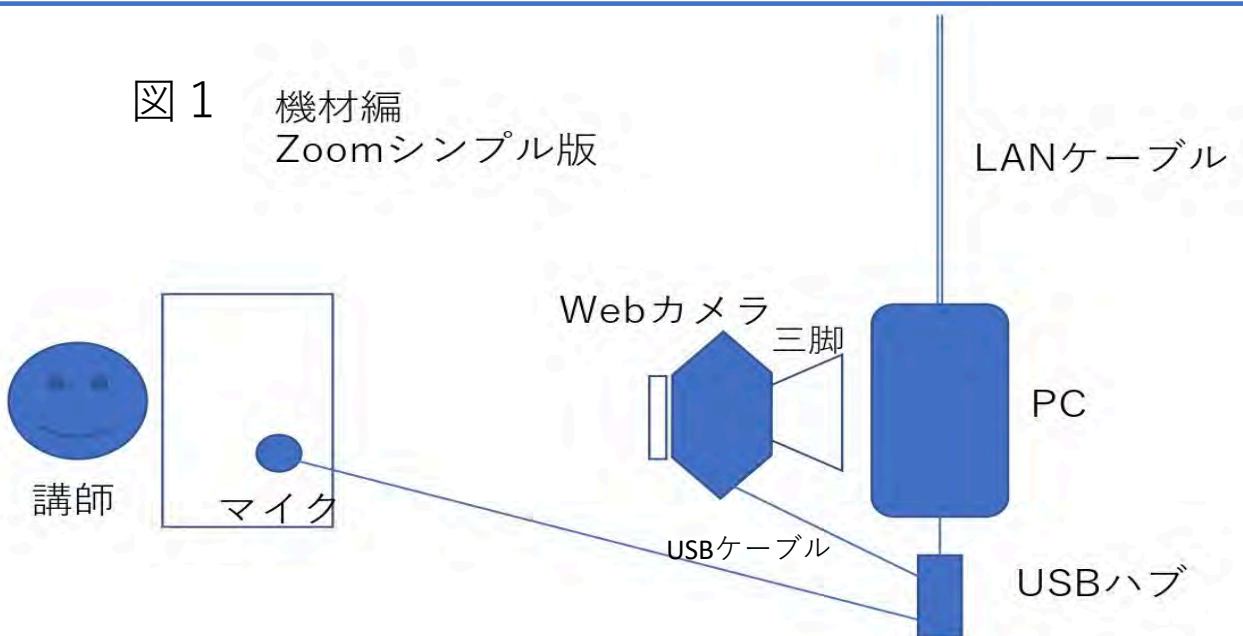 図１
機材編
Zoomシンプル版
LANケーブル
Webカメラ
三脚
PC
講師
マイク
USBケーブル
USBハブ